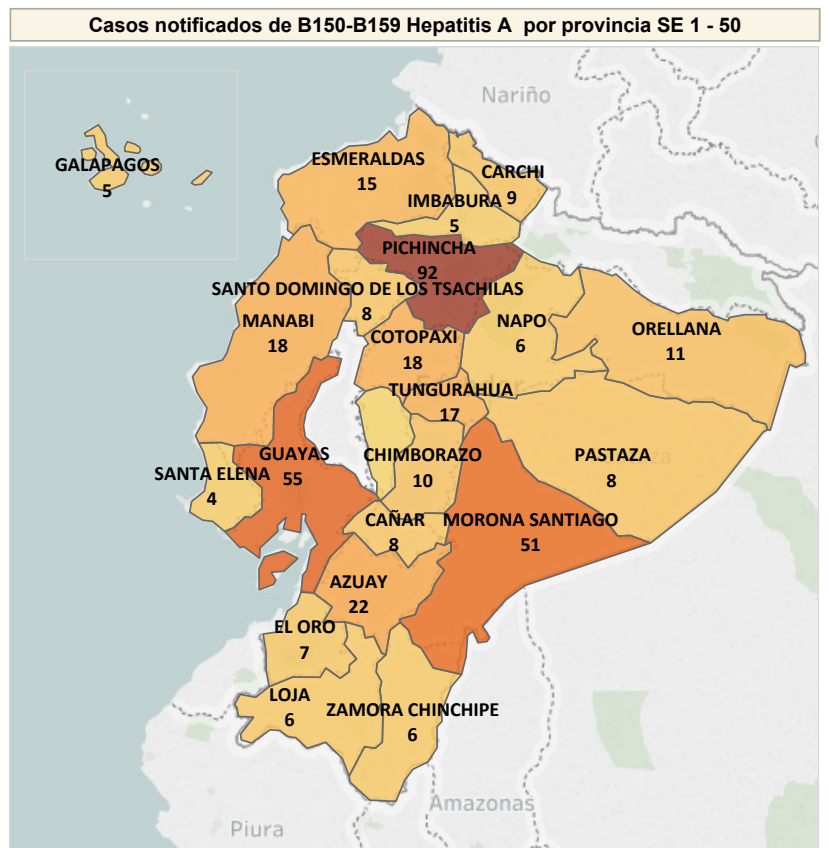 Casos notificados de B150-B159 Hepatitis A por provincia SE 1 - 50
Nariño
GALAPAGOS
5
ESMERALDAS
15
CARCHI
9
IMBABURA
5
PICHINCHA
92
SANTO DOMINGO DE LOS TSACHILAS
8
MANABI
18
COTOPAXI
18
NAPO
6
ORELLANA
11
TUNGURAHUA
17
GUAYAS
55
CHIMBORAZO
10
PASTAZA
8
SANTA ELENA
4
CAÑAR
8
MORONA SANTIAGO
51
AZUAY
22
EL ORO
7
LOJA
6
ZAMORA CHINCHIPE
6
Amazonas
Piura